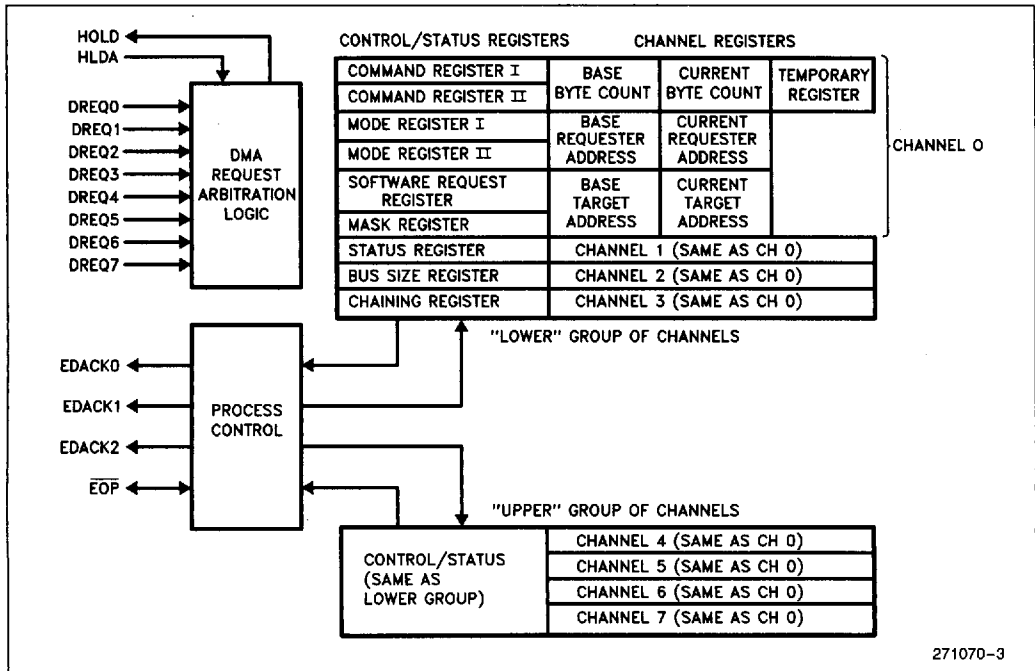 HOLD
HLDA
DREQ0
DREQ1
DREQ2
DREQ3
DREQ4
DREQ5
DREQ6
DREQ7
DMA
REQUEST
ARBITRATION
LOGIC
CONTROL/STATUS REGISTERS
CHANNEL REGISTERS
COMMAND REGISTER I
COMMAND REGISTER II
MODE REGISTER I
MODE REGISTER II
SOFTWARE REQUEST
REGISTER
MASK REGISTER
STATUS REGISTER
BUS SIZE REGISTER
CHAINING REGISTER
BASE
BYTE COUNT
CURRENT
BYTE COUNT
TEMPORARY
REGISTER
BASE
REQUESTER
ADDRESS
CURRENT
REQUESTER
ADDRESS
BASE
TARGET
ADDRESS
CURRENT
TARGET
ADDRESS
CHANNEL 0
CHANNEL 1 (SAME AS CH 0)
CHANNEL 2 (SAME AS CH 0)
CHANNEL 3 (SAME AS CH 0)
"LOWER" GROUP OF CHANNELS
EDACK0
EDACK1
EDACK2
EOP
PROCESS
CONTROL
"UPPER" GROUP OF CHANNELS
CONTROL/STATUS
(SAME AS
LOWER GROUP)
CHANNEL 4 (SAME AS CH 0)
CHANNEL 5 (SAME AS CH 0)
CHANNEL 6 (SAME AS CH 0)
CHANNEL 7 (SAME AS CH 0)
271070-3